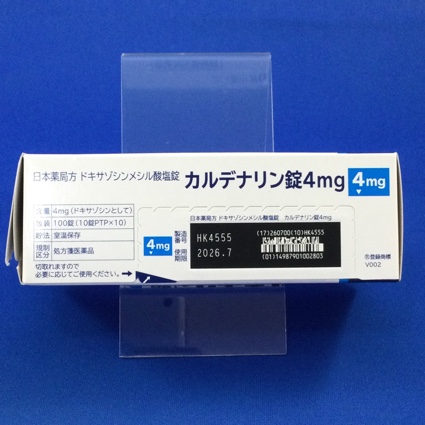 日本薬局方 ドキサゾシンメシル酸塩錠 カルデナリン錠4mg 4mg
日本薬局方 ドキサゾシンメシル酸塩錠 カルデナリン錠4mg
含量 4mg(ドキサゾシンとして)
包装 100錠(10錠PTP×10)
貯法 室温保存
規制区分 処方箋医薬品
切取れますので
必要に応じてご使用ください。
4mg
製造番号 HK4555
使用期限 2026.7
(17)260700(10)HK4555
(01)14987901002803
®登録商標
V002